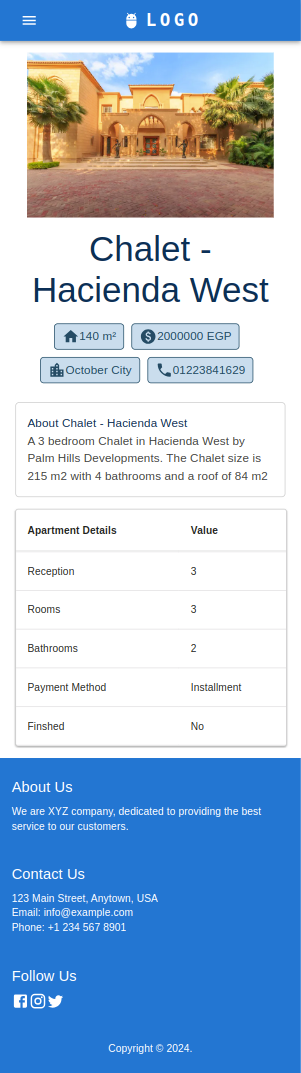 LOGO
Chalet -
Hacienda West
140 m² 2000000 EGP
October City 01223841629
About Chalet - Hacienda West
A 3 bedroom Chalet in Hacienda West by
Palm Hills Developments. The Chalet size is
215 m2 with 4 bathrooms and a roof of 84 m2
Apartment Details Value
Reception 3
Rooms 3
Bathrooms 2
Payment Method Installment
Finshed No
About Us
We are XYZ company, dedicated to providing the best
service to our customers.
Contact Us
123 Main Street, Anytown, USA
Email: info@example.com
Phone: +1 234 567 8901
Follow Us
Copyright © 2024.